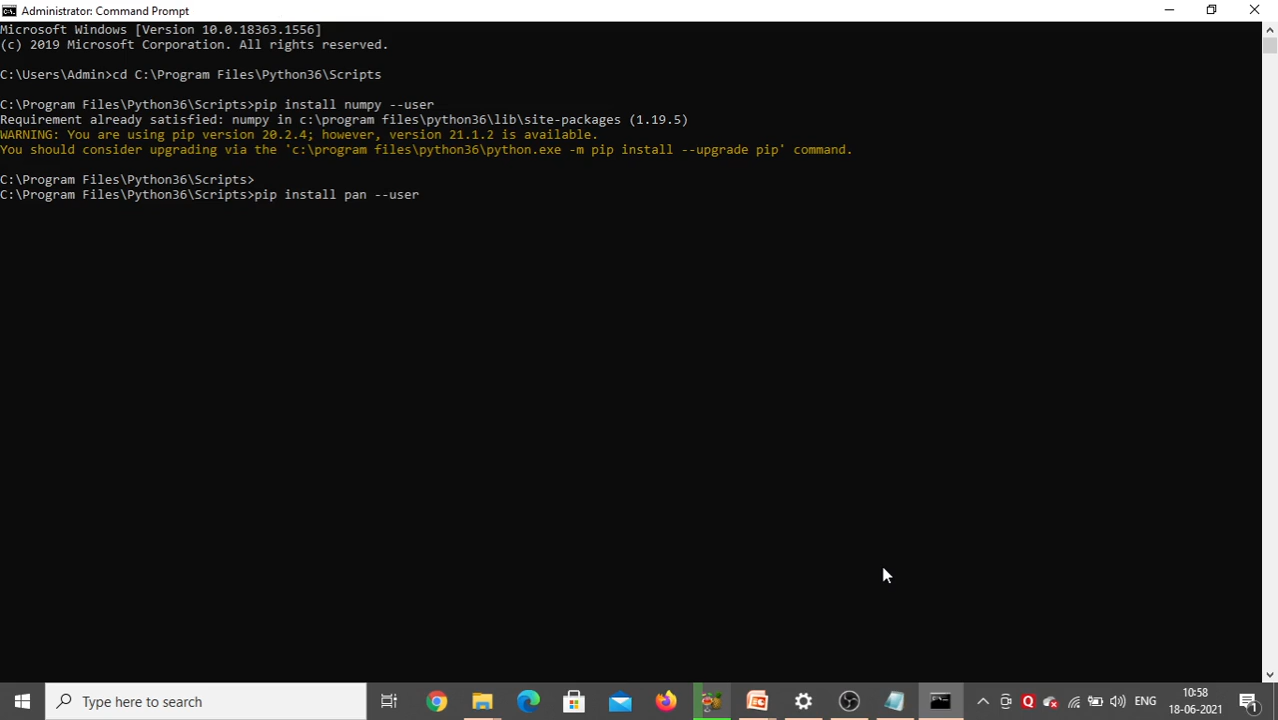 Administrator: Command Prompt
Microsoft Windows [Version 10.0.18363.1556]
(c) 2019 Microsoft Corporation. All rights reserved.
C:\Users\Admin>cd C:\Program Files\Python36\Scripts
C:\Program Files\Python36\Scripts>pip install numpy --user
Requirement already satisfied: numpy in c:\program files\python36\lib\site-packages (1.19.5)
WARNING: You are using pip version 20.2.4; however, version 21.1.2 is available.
You should consider upgrading via the 'c:\program files\python36\python.exe -m pip install --upgrade pip' command.
C:\Program Files\Python36\Scripts>
C:\Program Files\Python36\Scripts>pip install pan --user
Type here to search
ENG
10:58
18-06-2021
1